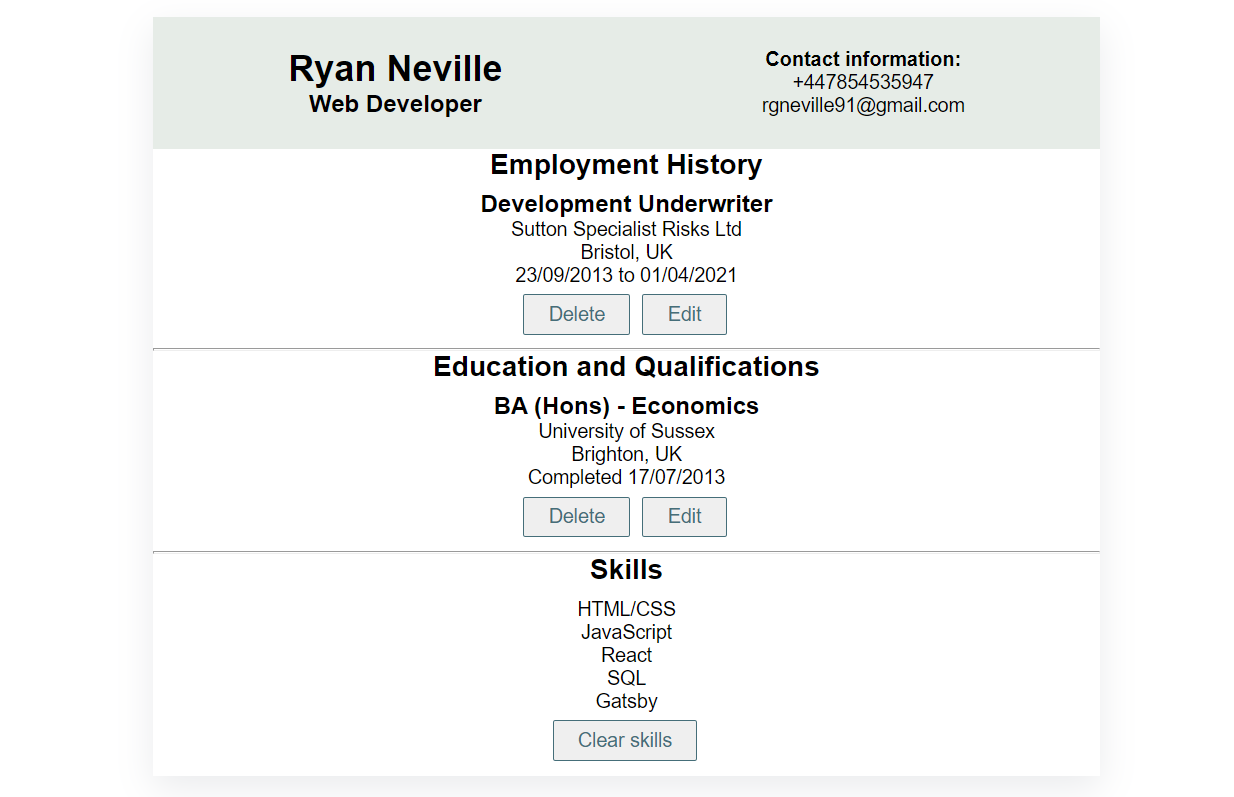 Ryan Neville
Web Developer
Contact information:
+447854535947
rgneville91@gmail.com
Employment History
Development Underwriter
Sutton Specialist Risks Ltd
Bristol, UK
23/09/2013 to 01/04/2021
Delete Edit
Education and Qualifications
BA (Hons) - Economics
University of Sussex
Brighton, UK
Completed 17/07/2013
Delete Edit
Skills
HTML/CSS
JavaScript
React
SQL
Gatsby
Clear skills